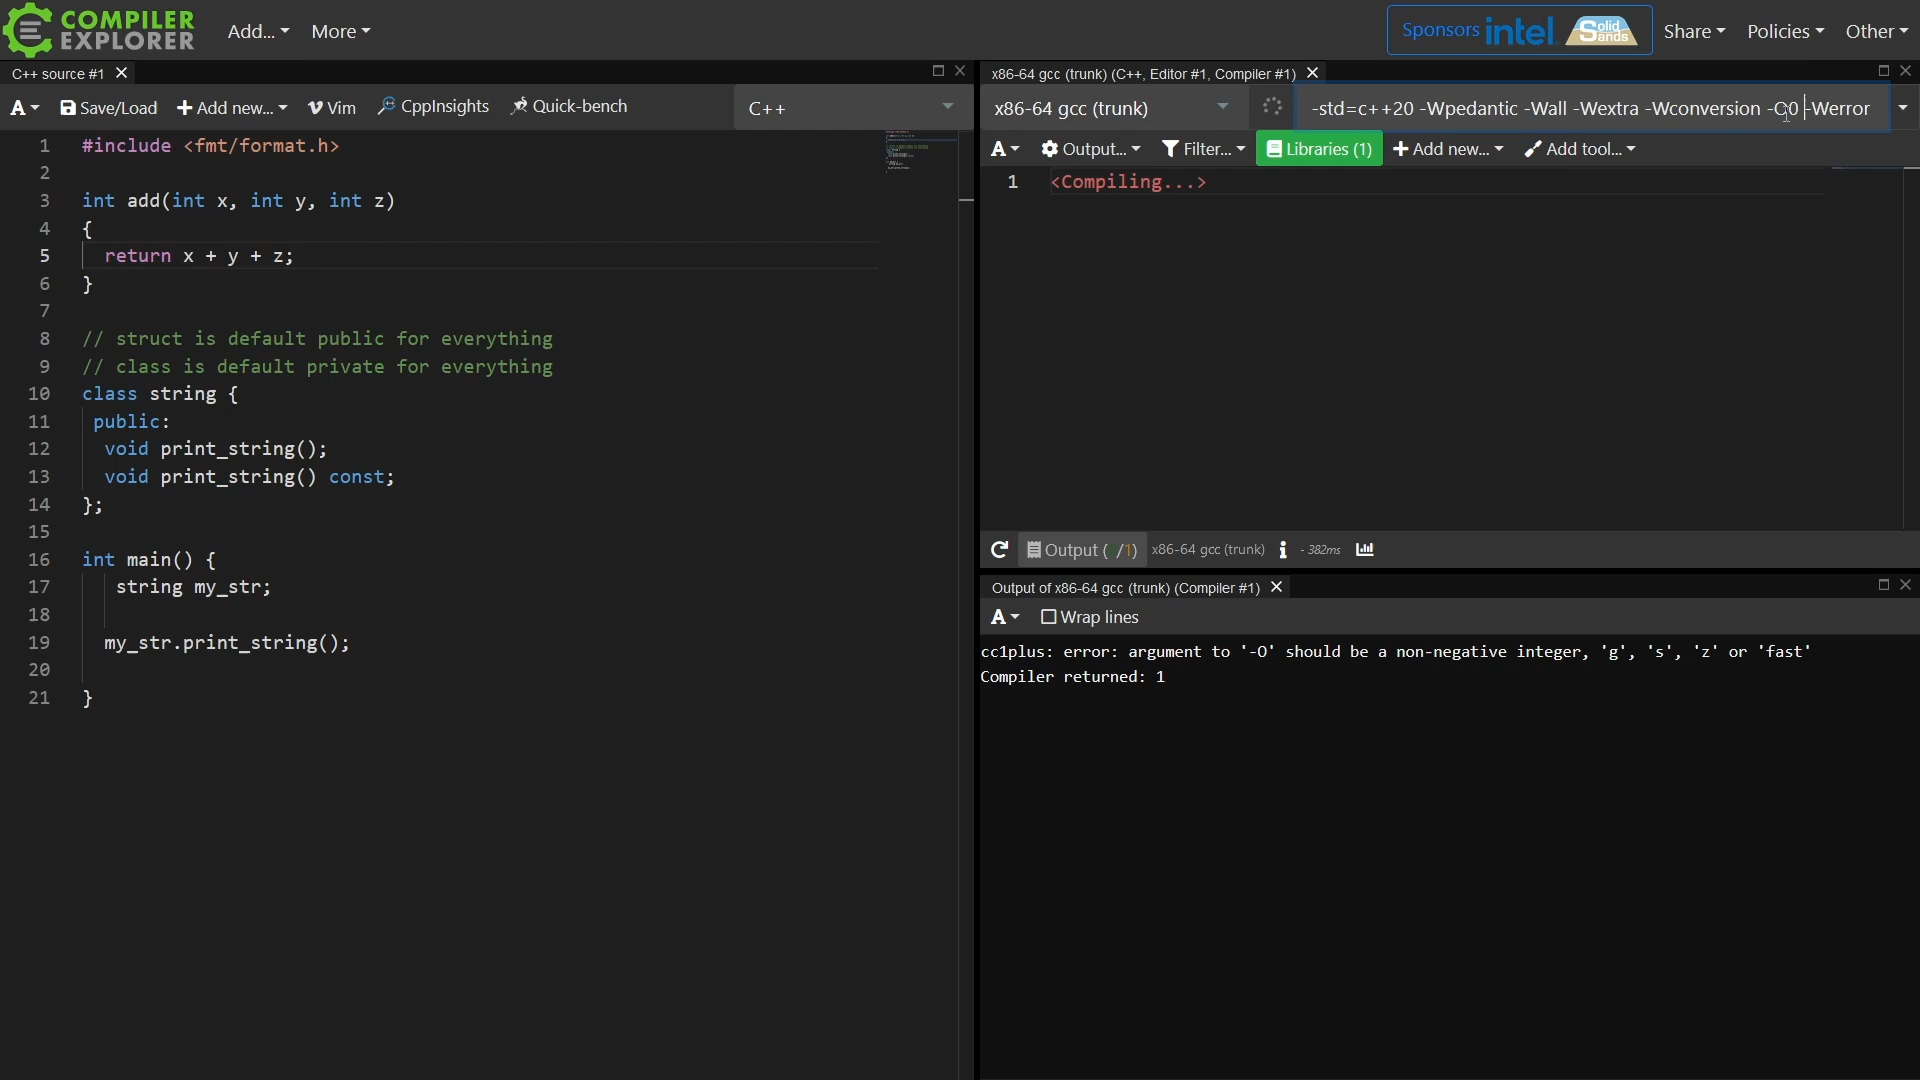 COMPILER
EXPLORER
Add...
More
Sponsors intel Solid Sands
Share
Policies
Other
C++ source #1
A
Save/Load
Add new...
Vim
CppInsights
Quick-bench
C++
1 #include <fmt/format.h>
2
3 int add(int x, int y, int z)
4 {
5 return x + y + z;
6 }
7
8 // struct is default public for everything
9 // class is default private for everything
10 class string {
11 public:
12 void print_string();
13 void print_string() const;
14 };
15
16 int main() {
17 string my_str;
18
19 my_str.print_string();
20
21 }
x86-64 gcc (trunk) (C++, Editor #1, Compiler #1)
x86-64 gcc (trunk)
-std=c++20 -Wpedantic -Wall -Wextra -Wconversion -O0 -Werror
A
Output...
Filter...
Libraries (1)
Add new...
Add tool...
1 <Compiling...>
Output ( /1)
x86-64 gcc (trunk)
- 382ms
Output of x86-64 gcc (trunk) (Compiler #1)
A
Wrap lines
cc1plus: error: argument to '-O' should be a non-negative integer, 'g', 's', 'z' or 'fast'
Compiler returned: 1